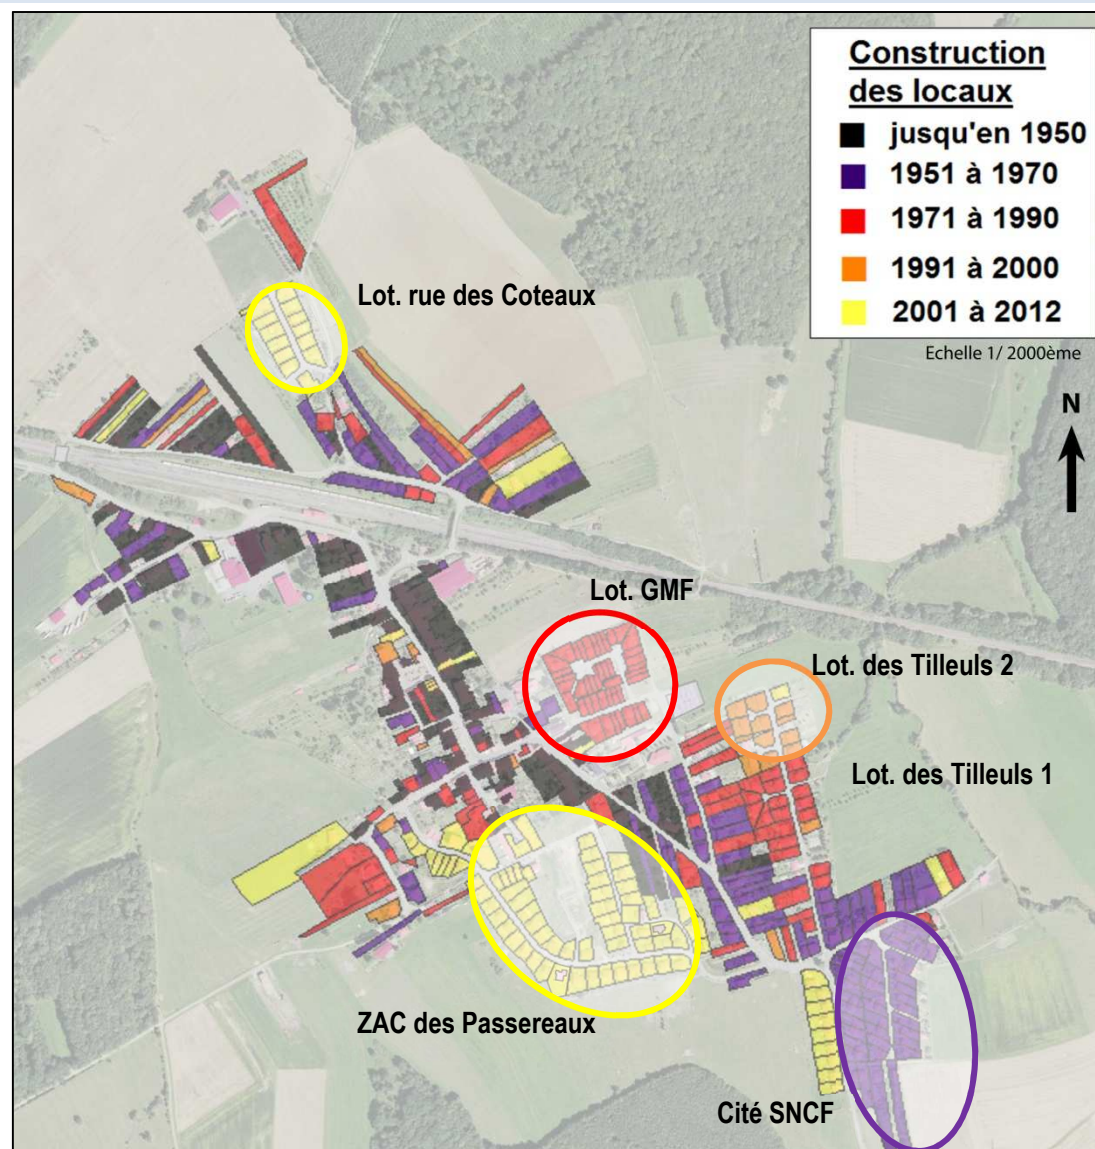 Construction
des locaux
jusqu'en 1950
1951 à 1970
1971 à 1990
1991 à 2000
2001 à 2012
Echelle 1/ 2000ème
N
Lot. rue des Coteaux
Lot. GMF
Lot. des Tilleuls 2
Lot. des Tilleuls 1
ZAC des Passereaux
Cité SNCF